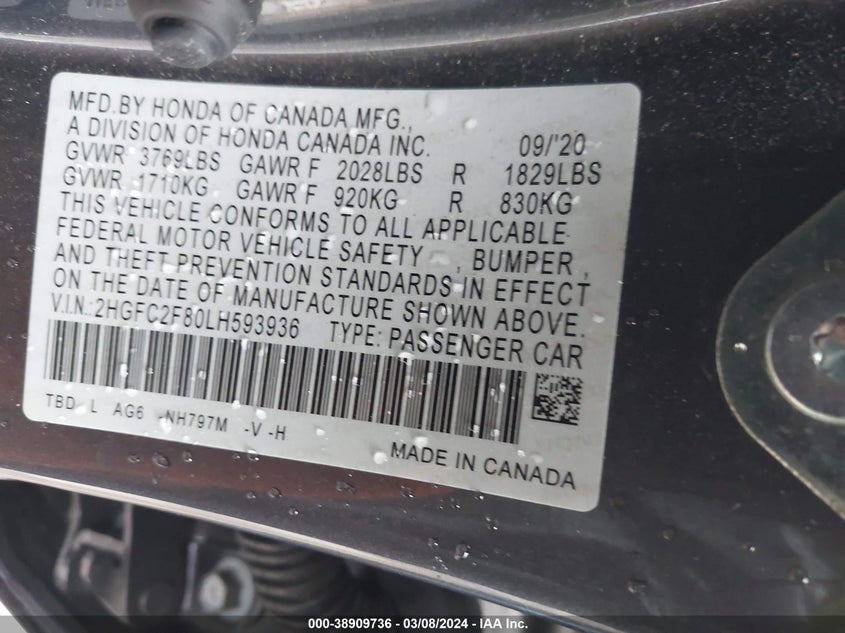 MFD.BY HONDA OF CANADA MFG.,
A DIVISION OF HONDA CANADA INC. 09/'20
GVWR 3769LBS GAWR F 2028LBS R 1829LBS
GVWR 1710KG GAWR F 920KG R 830KG
THIS VEHICLE CONFORMS TO ALL APPLICABLE
FEDERAL MOTOR VEHICLE SAFETY , BUMPER ,
AND THEFT PREVENTION STANDARDS IN EFFECT
ON THE DATE OF MANUFACTURE SHOWN ABOVE.
V.I.N.:2HGFC2F80LH593936 TYPE: PASSENGER CAR
TBD L AG6 -NH797M -V -H
MADE IN CANADA
000-38909736 - 03/08/2024 - IAA Inc.